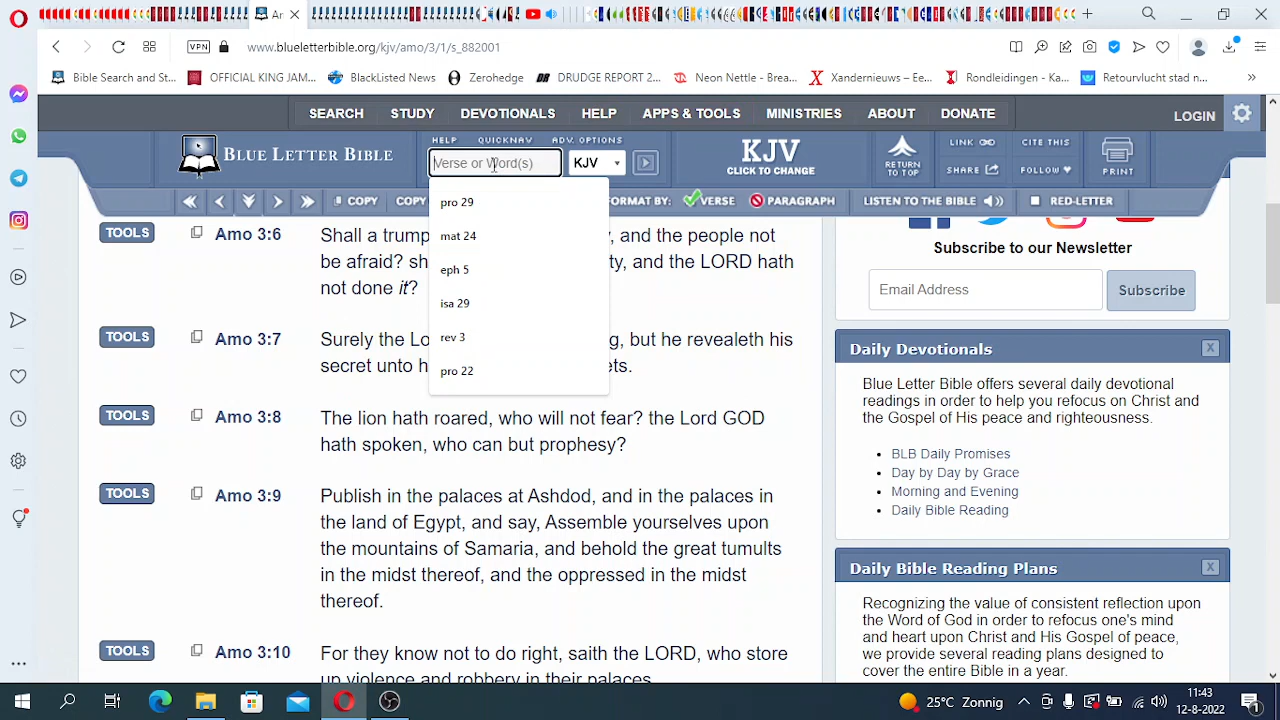 Ar
VPN
www.blueletterbible.org/kjv/amo/3/1/s_882001
Bible Search and St...
OFFICIAL KING JAM...
BlackListed News
Zerohedge
DR DRUDGE REPORT 2...
Neon Nettle - Brea...
X Xandernieuws – Ee...
Rondleidingen - Ka...
Retourvlucht stad n...
SEARCH STUDY DEVOTIONALS HELP APPS & TOOLS MINISTRIES ABOUT DONATE
LOGIN
BLUE LETTER BIBLE
HELP QUICKNAV ADV. OPTIONS
Verse or Word(s)
KJV
KJV
CLICK TO CHANGE
RETURN
TO TOP
LINK
CITE THIS
SHARE
FOLLOW
PRINT
COPY
COPY
FORMAT BY: VERSE PARAGRAPH
LISTEN TO THE BIBLE
RED-LETTER
pro 29
mat 24
eph 5
isa 29
rev 3
pro 22
TOOLS Amo 3:6 Shall a trump , and the people not
be afraid? sh ty, and the LORD hath
not done it?
TOOLS Amo 3:7 Surely the Lo g, but he revealeth his
secret unto h ets.
TOOLS Amo 3:8 The lion hath roared, who will not fear? the Lord GOD
hath spoken, who can but prophesy?
TOOLS Amo 3:9 Publish in the palaces at Ashdod, and in the palaces in
the land of Egypt, and say, Assemble yourselves upon
the mountains of Samaria, and behold the great tumults
in the midst thereof, and the oppressed in the midst
thereof.
TOOLS Amo 3:10 For they know not to do right, saith the LORD, who store
up violence and robbery in their palaces.
Subscribe to our Newsletter
Email Address
Subscribe
Daily Devotionals
X
Blue Letter Bible offers several daily devotional
readings in order to help you refocus on Christ and
the Gospel of His peace and righteousness.
BLB Daily Promises
Day by Day by Grace
Morning and Evening
Daily Bible Reading
Daily Bible Reading Plans
X
Recognizing the value of consistent reflection upon
the Word of God in order to refocus one's mind
and heart upon Christ and His Gospel of peace,
we provide several reading plans designed to
cover the entire Bible in a year.
25°C Zonnig
11:43
12-8-2022
1